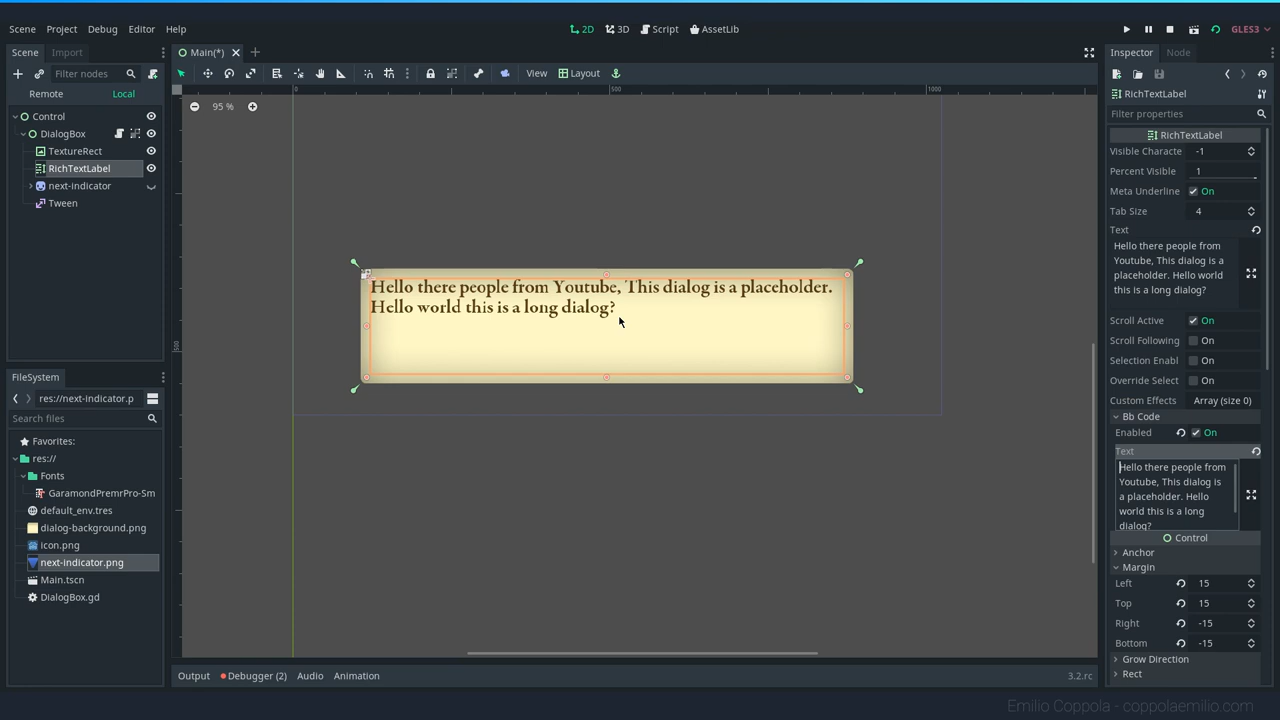 Scene Project Debug Editor Help
2D 3D Script AssetLib
GLES3
Scene Import
Main(*)
Inspector Node
Filter nodes
View Layout
Remote Local
RichTextLabel
0 500 1000
95 %
Filter properties
Control
DialogBox
TextureRect
RichTextLabel
next-indicator
Tween
RichTextLabel
Visible Characte -1
Percent Visible 1
Meta Underline On
Tab Size 4
Text
Hello there people from
Youtube, This dialog is
a placeholder. Hello world
this is a long dialog?
Hello there people from Youtube, This dialog is a placeholder.
Hello world this is a long dialog?
500
Scroll Active On
Scroll Following On
Selection Enabl On
Override Select On
Custom Effects Array (size 0)
Bb Code
Enabled On
Text
Hello there people from
Youtube, This dialog is
a placeholder. Hello
world this is a long
dialog?
Control
Anchor
Margin
Left 15
Top 15
Right -15
Bottom -15
Grow Direction
Rect
FileSystem
res://next-indicator.p
Search files
Favorites:
res://
Fonts
GaramondPremrPro-Sm
default_env.tres
dialog-background.png
icon.png
next-indicator.png
Main.tscn
DialogBox.gd
Output Debugger (2) Audio Animation
3.2.rc
Emilio Coppola - coppolaemilio.com